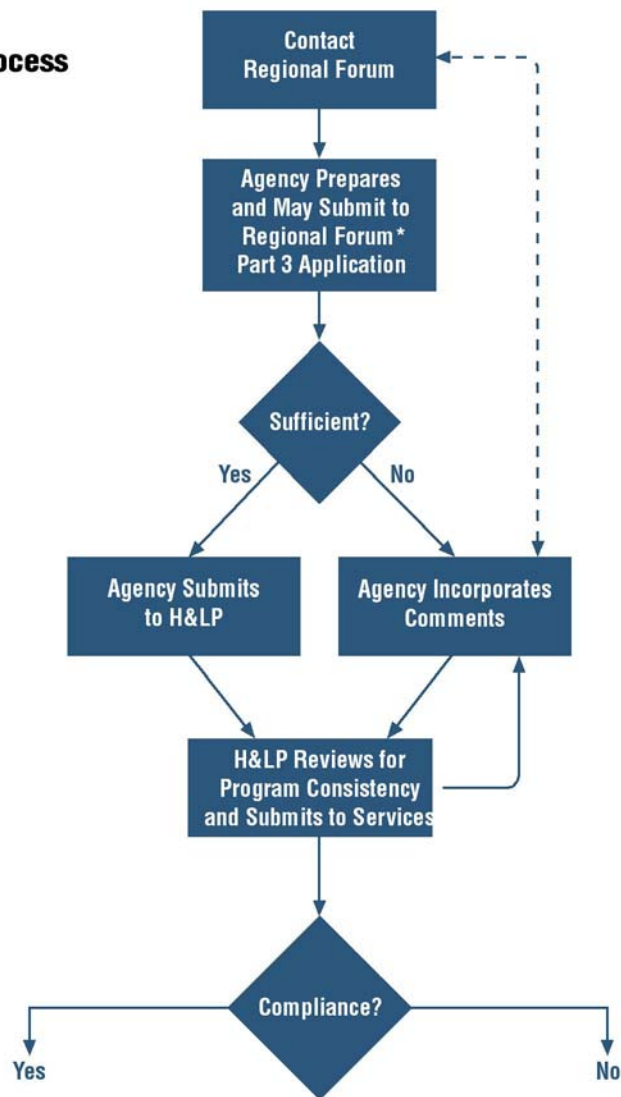 ocess
Contact
Regional Forum
Agency Prepares
and May Submit to
Regional Forum*
Part 3 Application
Sufficient?
Yes
No
Agency Submits
to H&LP
Agency Incorporates
Comments
H&LP Reviews for
Program Consistency
and Submits to Services
Compliance?
Yes
No